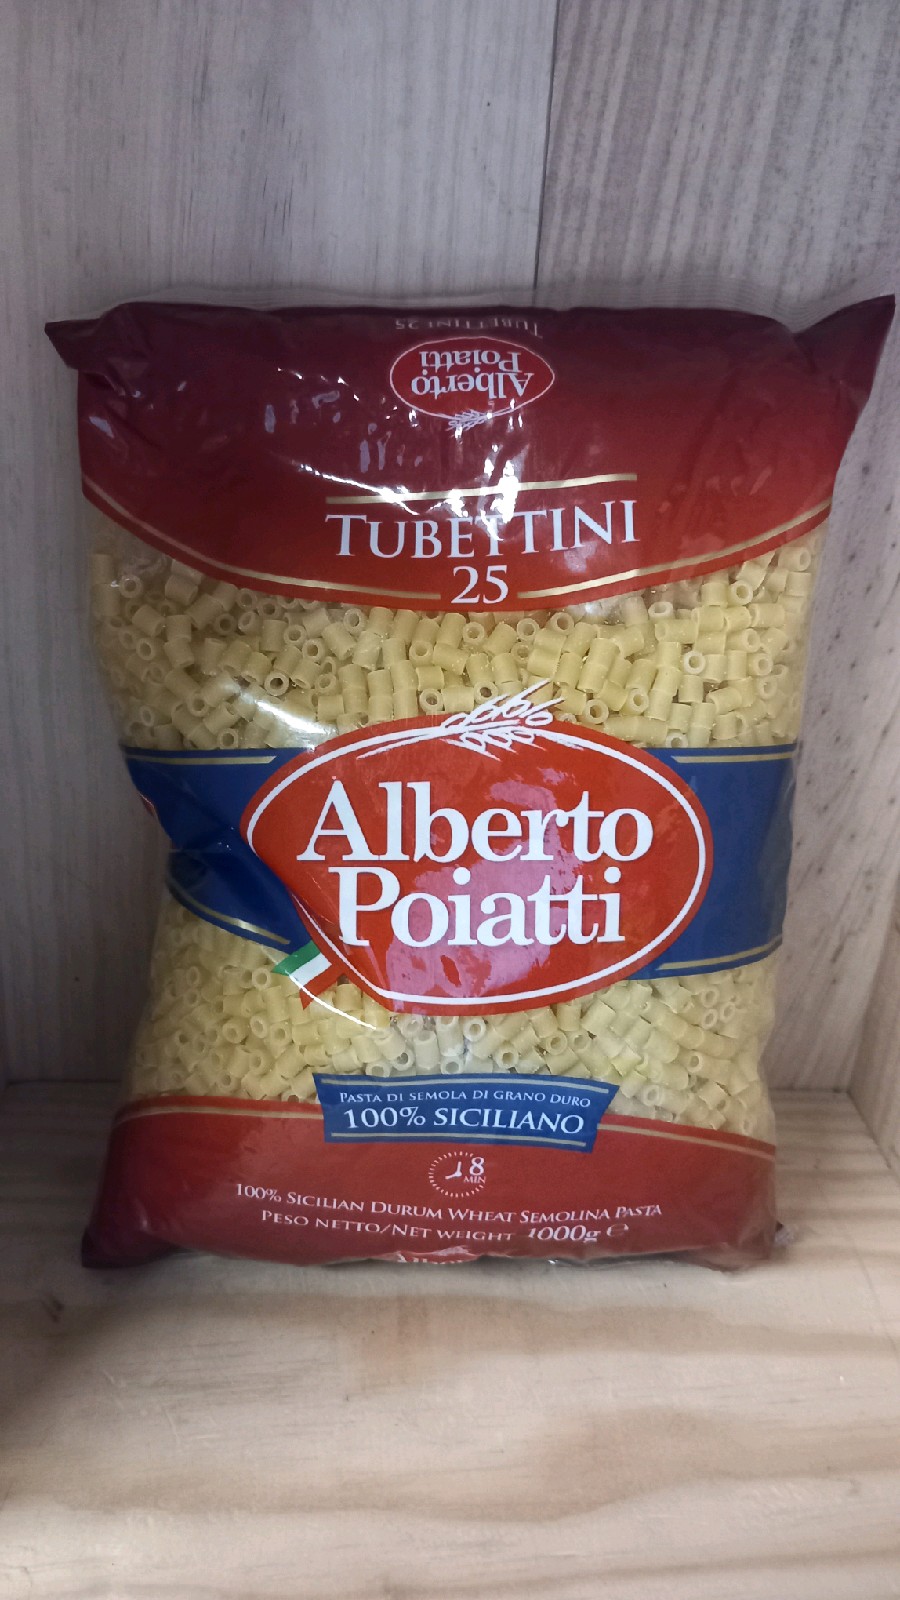 TUBETTINI 25
Alberto
Poiatti
TUBETTINI
25
Alberto
Poiatti
PASTA DI SEMOLA DI GRANO DURO
100% SICILIANO
8
MIN
100% SICILIAN DURUM WHEAT SEMOLINA PASTA
PESO NETTO/NET WEIGHT 1000g ℮